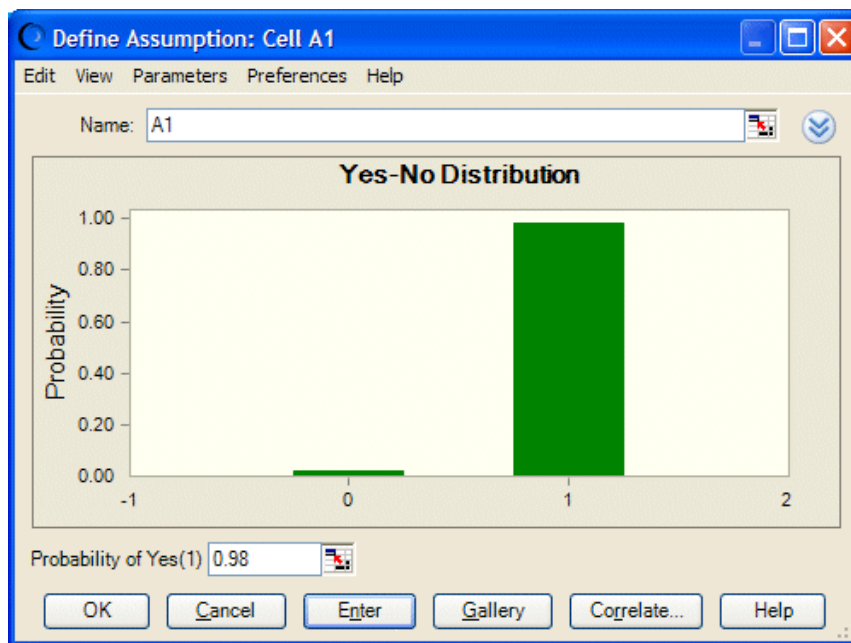 Define Assumption: Cell A1
Edit View Parameters Preferences Help
Name: A1
Yes-No Distribution
1.00
0.80
0.60
0.40
0.20
0.00
Probability
-1 0 1 2
Probability of Yes(1) 0.98
OK Cancel Enter Gallery Correlate... Help